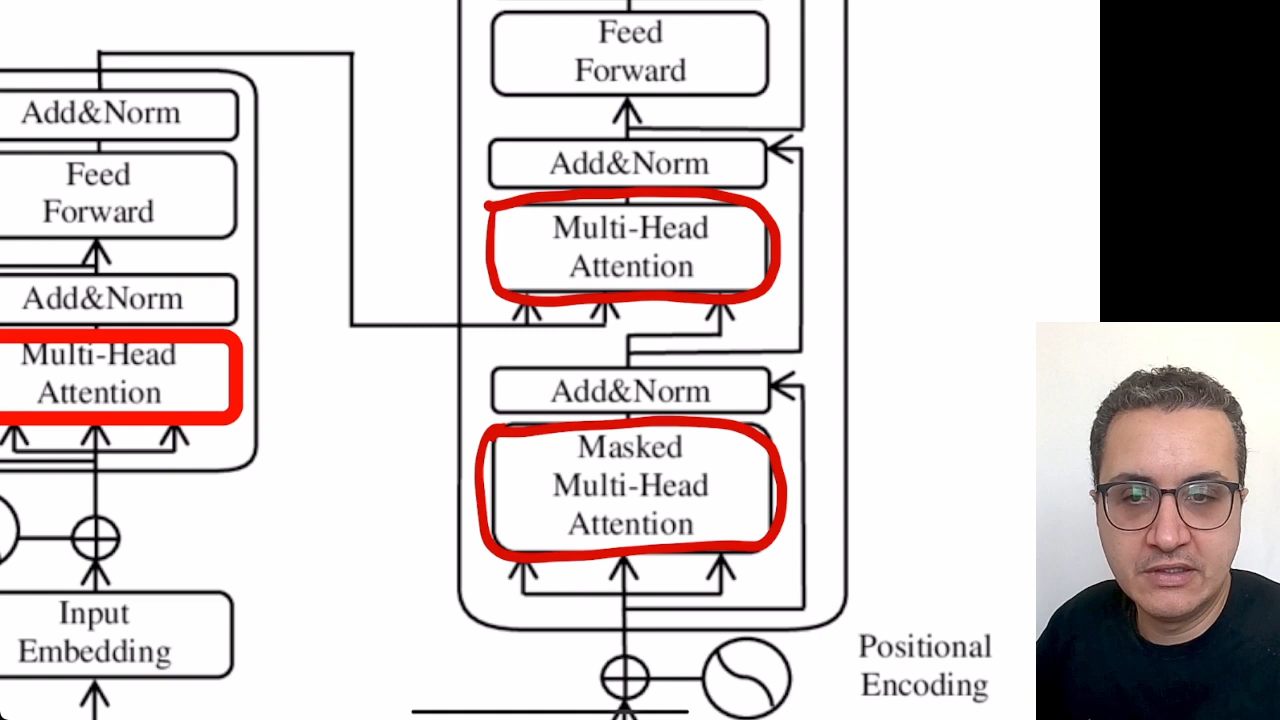 Add&Norm
Feed
Forward
Add&Norm
Multi-Head
Attention
Input
Embedding
Feed
Forward
Add&Norm
Multi-Head
Attention
Add&Norm
Masked
Multi-Head
Attention
Positional
Encoding